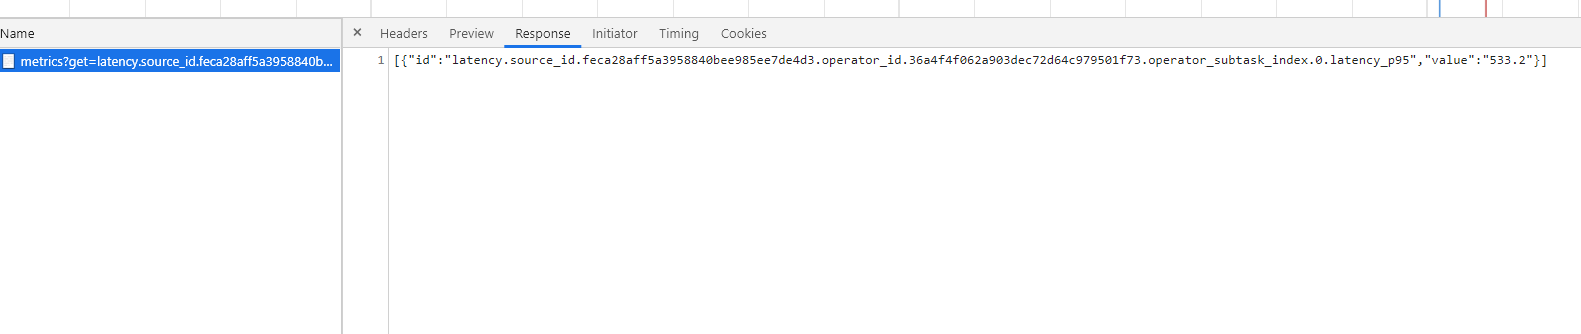 Name
× Headers Preview Response Initiator Timing Cookies
metrics?get=latency.source_id.feca28aff5a3958840b...
1 [{"id":"latency.source_id.feca28aff5a3958840bee985ee7de4d3.operator_id.36a4f4f062a903dec72d64c979501f73.operator_subtask_index.0.latency_p95","value":"533.2"}]